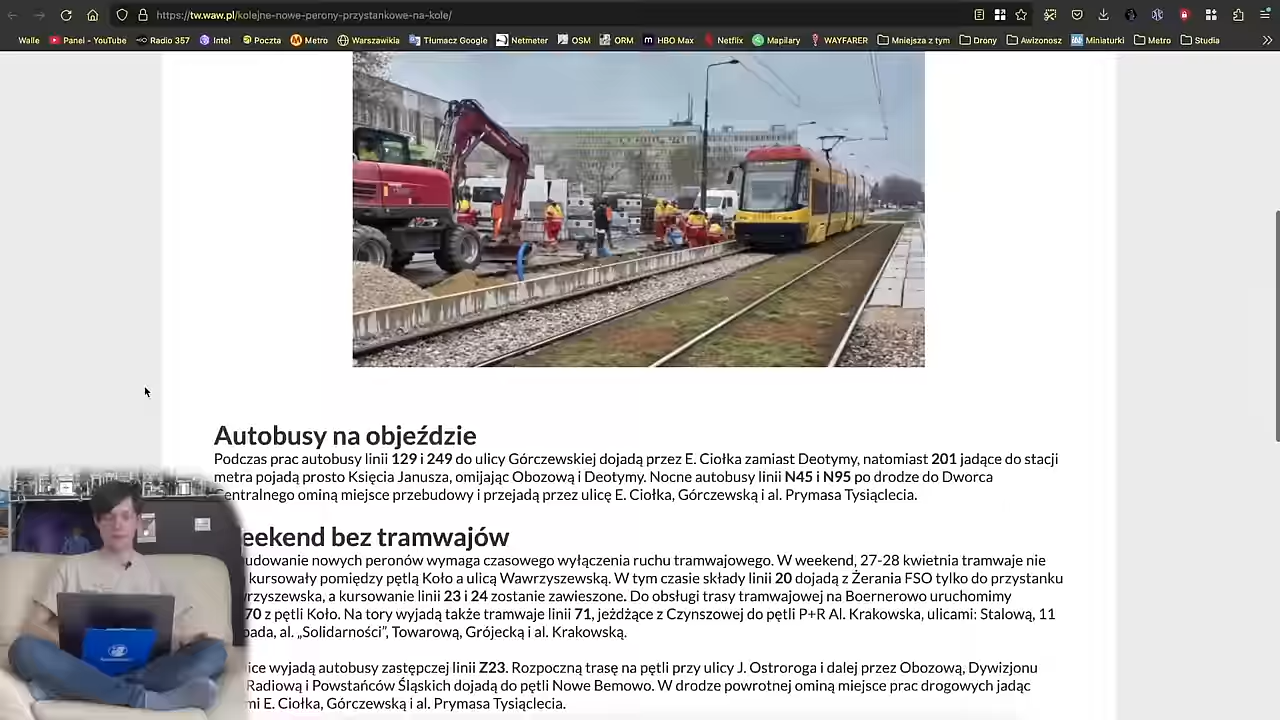 https://tw.waw.pl/kolejne-nowe-perony-przystankowe-na-kole/
Walle Panel - YouTube Radio 357 Intel Poczta Metro Warszawikia Tłumacz Google Netmeter OSM ORM HBO Max Netflix Mapilary WAYFARER Mniejsza z tym Drony Awizonosz Miniaturki Metro Studia
Autobusy na objeździe
Podczas prac autobusy linii 129 i 249 do ulicy Górczewskiej dojadą przez E. Ciołka zamiast Deotymy, natomiast 201 jadące do stacji
metra pojadą prosto Księcia Janusza, omijając Obozową i Deotymy. Nocne autobusy linii N45 i N95 po drodze do Dworca
Centralnego ominą miejsce przebudowy i przejadą przez ulicę E. Ciołka, Górczewską i al. Prymasa Tysiąclecia.
eekend bez tramwajów
udowanie nowych peronów wymaga czasowego wyłączenia ruchu tramwajowego. W weekend, 27-28 kwietnia tramwaje nie
kursowały pomiędzy pętlą Koło a ulicą Wawrzyszewską. W tym czasie składy linii 20 dojadą z Żerania FSO tylko do przystanku
rzyszewska, a kursowanie linii 23 i 24 zostanie zawieszone. Do obsługi trasy tramwajowej na Boernerowo uruchomimy
70 z pętli Koło. Na tory wyjadą także tramwaje linii 71, jeżdżące z Czynszowej do pętli P+R Al. Krakowska, ulicami: Stalową, 11
pada, al. „Solidarności”, Towarową, Grójecką i al. Krakowską.
ice wyjadą autobusy zastępczej linii Z23. Rozpoczną trasę na pętli przy ulicy J. Ostroroga i dalej przez Obozową, Dywizjonu
Radiową i Powstańców Śląskich dojadą do pętli Nowe Bemowo. W drodze powrotnej ominą miejsce prac drogowych jadąc
mi E. Ciołka, Górczewską i al. Prymasa Tysiąclecia.